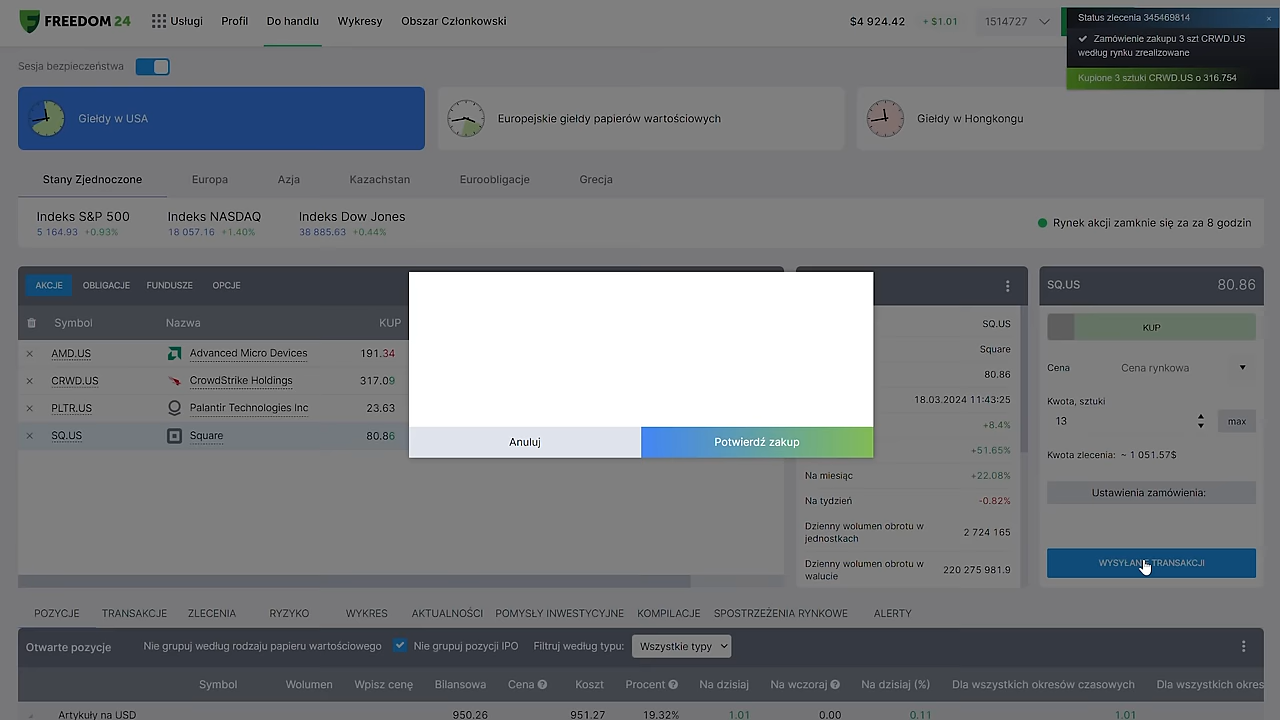 FREEDOM 24
Usługi
Profil
Do handlu
Wykresy
Obszar Członkowski
$4 924.42
+ $1.01
1514727
Status zlecenia 345469814
×
Zamówienie zakupu 3 szt CRWD.US
według rynku zrealizowane
Kupione 3 sztuki CRWD.US o 316.754
Sesja bezpieczeństwa
Giełdy w USA
Europejskie giełdy papierów wartościowych
Giełdy w Hongkongu
Stany Zjednoczone
Europa
Azja
Kazachstan
Euroobligacje
Grecja
Indeks S&P 500
5 164.93 +0.93%
Indeks NASDAQ
18 057.16 +1.40%
Indeks Dow Jones
38 885.63 +0.44%
Rynek akcji zamknie się za za 8 godzin
AKCJE
OBLIGACJE
FUNDUSZE
OPCJE
Symbol
Nazwa
KUP
× AMD.US Advanced Micro Devices 191.34
× CRWD.US CrowdStrike Holdings 317.09
× PLTR.US Palantir Technologies Inc 23.63
× SQ.US Square 80.86
Anuluj
Potwierdź zakup
SQ.US
Square
80.86
18.03.2024 11:43:25
+8.4%
+51.65%
Na miesiąc +22.08%
Na tydzień -0.82%
Dzienny wolumen obrotu w
jednostkach
2 724 165
Dzienny wolumen obrotu w
walucie
220 275 981.9
SQ.US 80.86
KUP
Cena
Cena rynkowa
Kwota, sztuki
13
max
Kwota zlecenia: ~ 1 051.57$
Ustawienia zamówienia:
WYSYŁANIE TRANSAKCJI
POZYCJE
TRANSAKCJE
ZLECENIA
RYZYKO
WYKRES
AKTUALNOŚCI
POMYSŁY INWESTYCYJNE
KOMPILACJE
SPOSTRZEŻENIA RYNKOWE
ALERTY
Otwarte pozycje
Nie grupuj według rodzaju papieru wartościowego
Nie grupuj pozycji IPO
Filtruj według typu:
Wszystkie typy
Symbol
Wolumen
Wpisz cenę
Bilansowa
Cena ?
Koszt
Procent ?
Na dzisiaj
Na wczoraj ?
Na dzisiaj (%)
Dla wszystkich okresów czasowych
Dla wszystkich okres
Artykuły na USD 950.26 951.27 19.32% 1.01 0.00 0.11 1.01